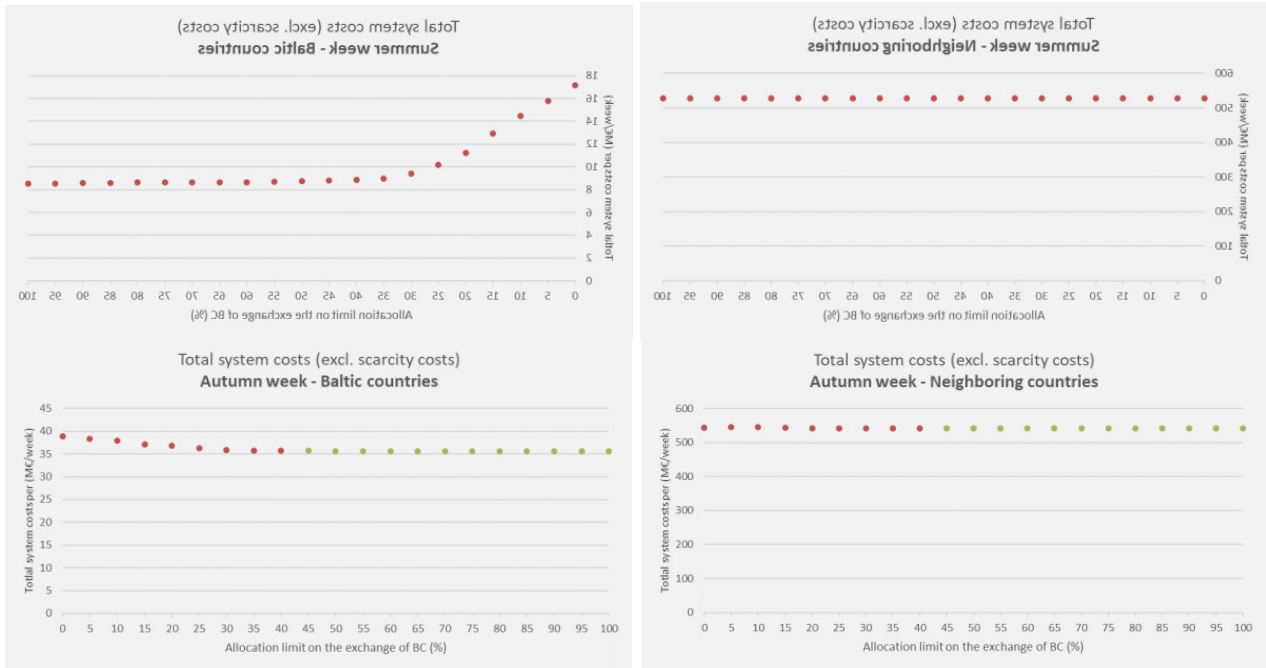 Total system costs (excl. scarcity costs)
Summer week - Baltic countries
Totlal system costsper (M€/week)
18
16
14
12
10
8
6
4
2
0
0 5 10 15 20 25 30 35 40 45 50 55 60 65 70 75 80 85 90 95 100
Allocation limit on the exchange of BC (%)
Total system costs (excl. scarcity costs)
Summer week - Neighboring countries
Totlal system costsper (M€/week)
600
500
400
300
200
100
0
0 5 10 15 20 25 30 35 40 45 50 55 60 65 70 75 80 85 90 95 100
Allocation limit on the exchange of BC (%)
Total system costs (excl. scarcity costs)
Autumn week - Baltic countries
Totlal system costsper (M€/week)
45
40
35
30
25
20
15
10
5
0
0 5 10 15 20 25 30 35 40 45 50 55 60 65 70 75 80 85 90 95 100
Allocation limit on the exchange of BC (%)
Total system costs (excl. scarcity costs)
Autumn week - Neighboring countries
Totlal system costsper (M€/week)
600
500
400
300
200
100
0
0 5 10 15 20 25 30 35 40 45 50 55 60 65 70 75 80 85 90 95 100
Allocation limit on the exchange of BC (%)